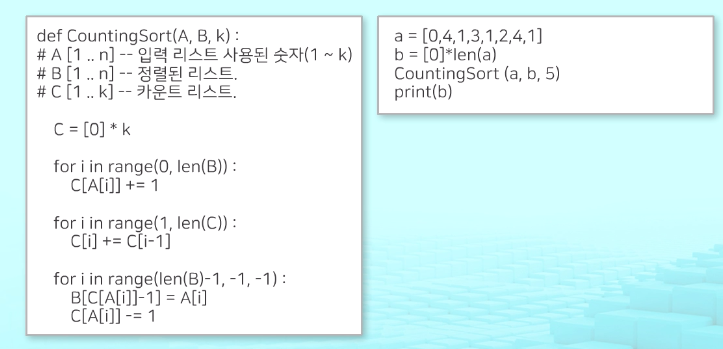 def CountingSort(A, B, k) :
# A [1 .. n] -- 입력 리스트 사용된 숫자(1 ~ k)
# B [1 .. n] -- 정렬된 리스트.
# C [1 .. k] -- 카운트 리스트.
C = [0] * k
for i in range(0, len(B)) :
C[A[i]] += 1
for i in range(1, len(C)) :
C[i] += C[i-1]
for i in range(len(B)-1, -1, -1) :
B[C[A[i]]-1] = A[i]
C[A[i]] -= 1
a = [0,4,1,3,1,2,4,1]
b = [0]*len(a)
CountingSort (a, b, 5)
print(b)